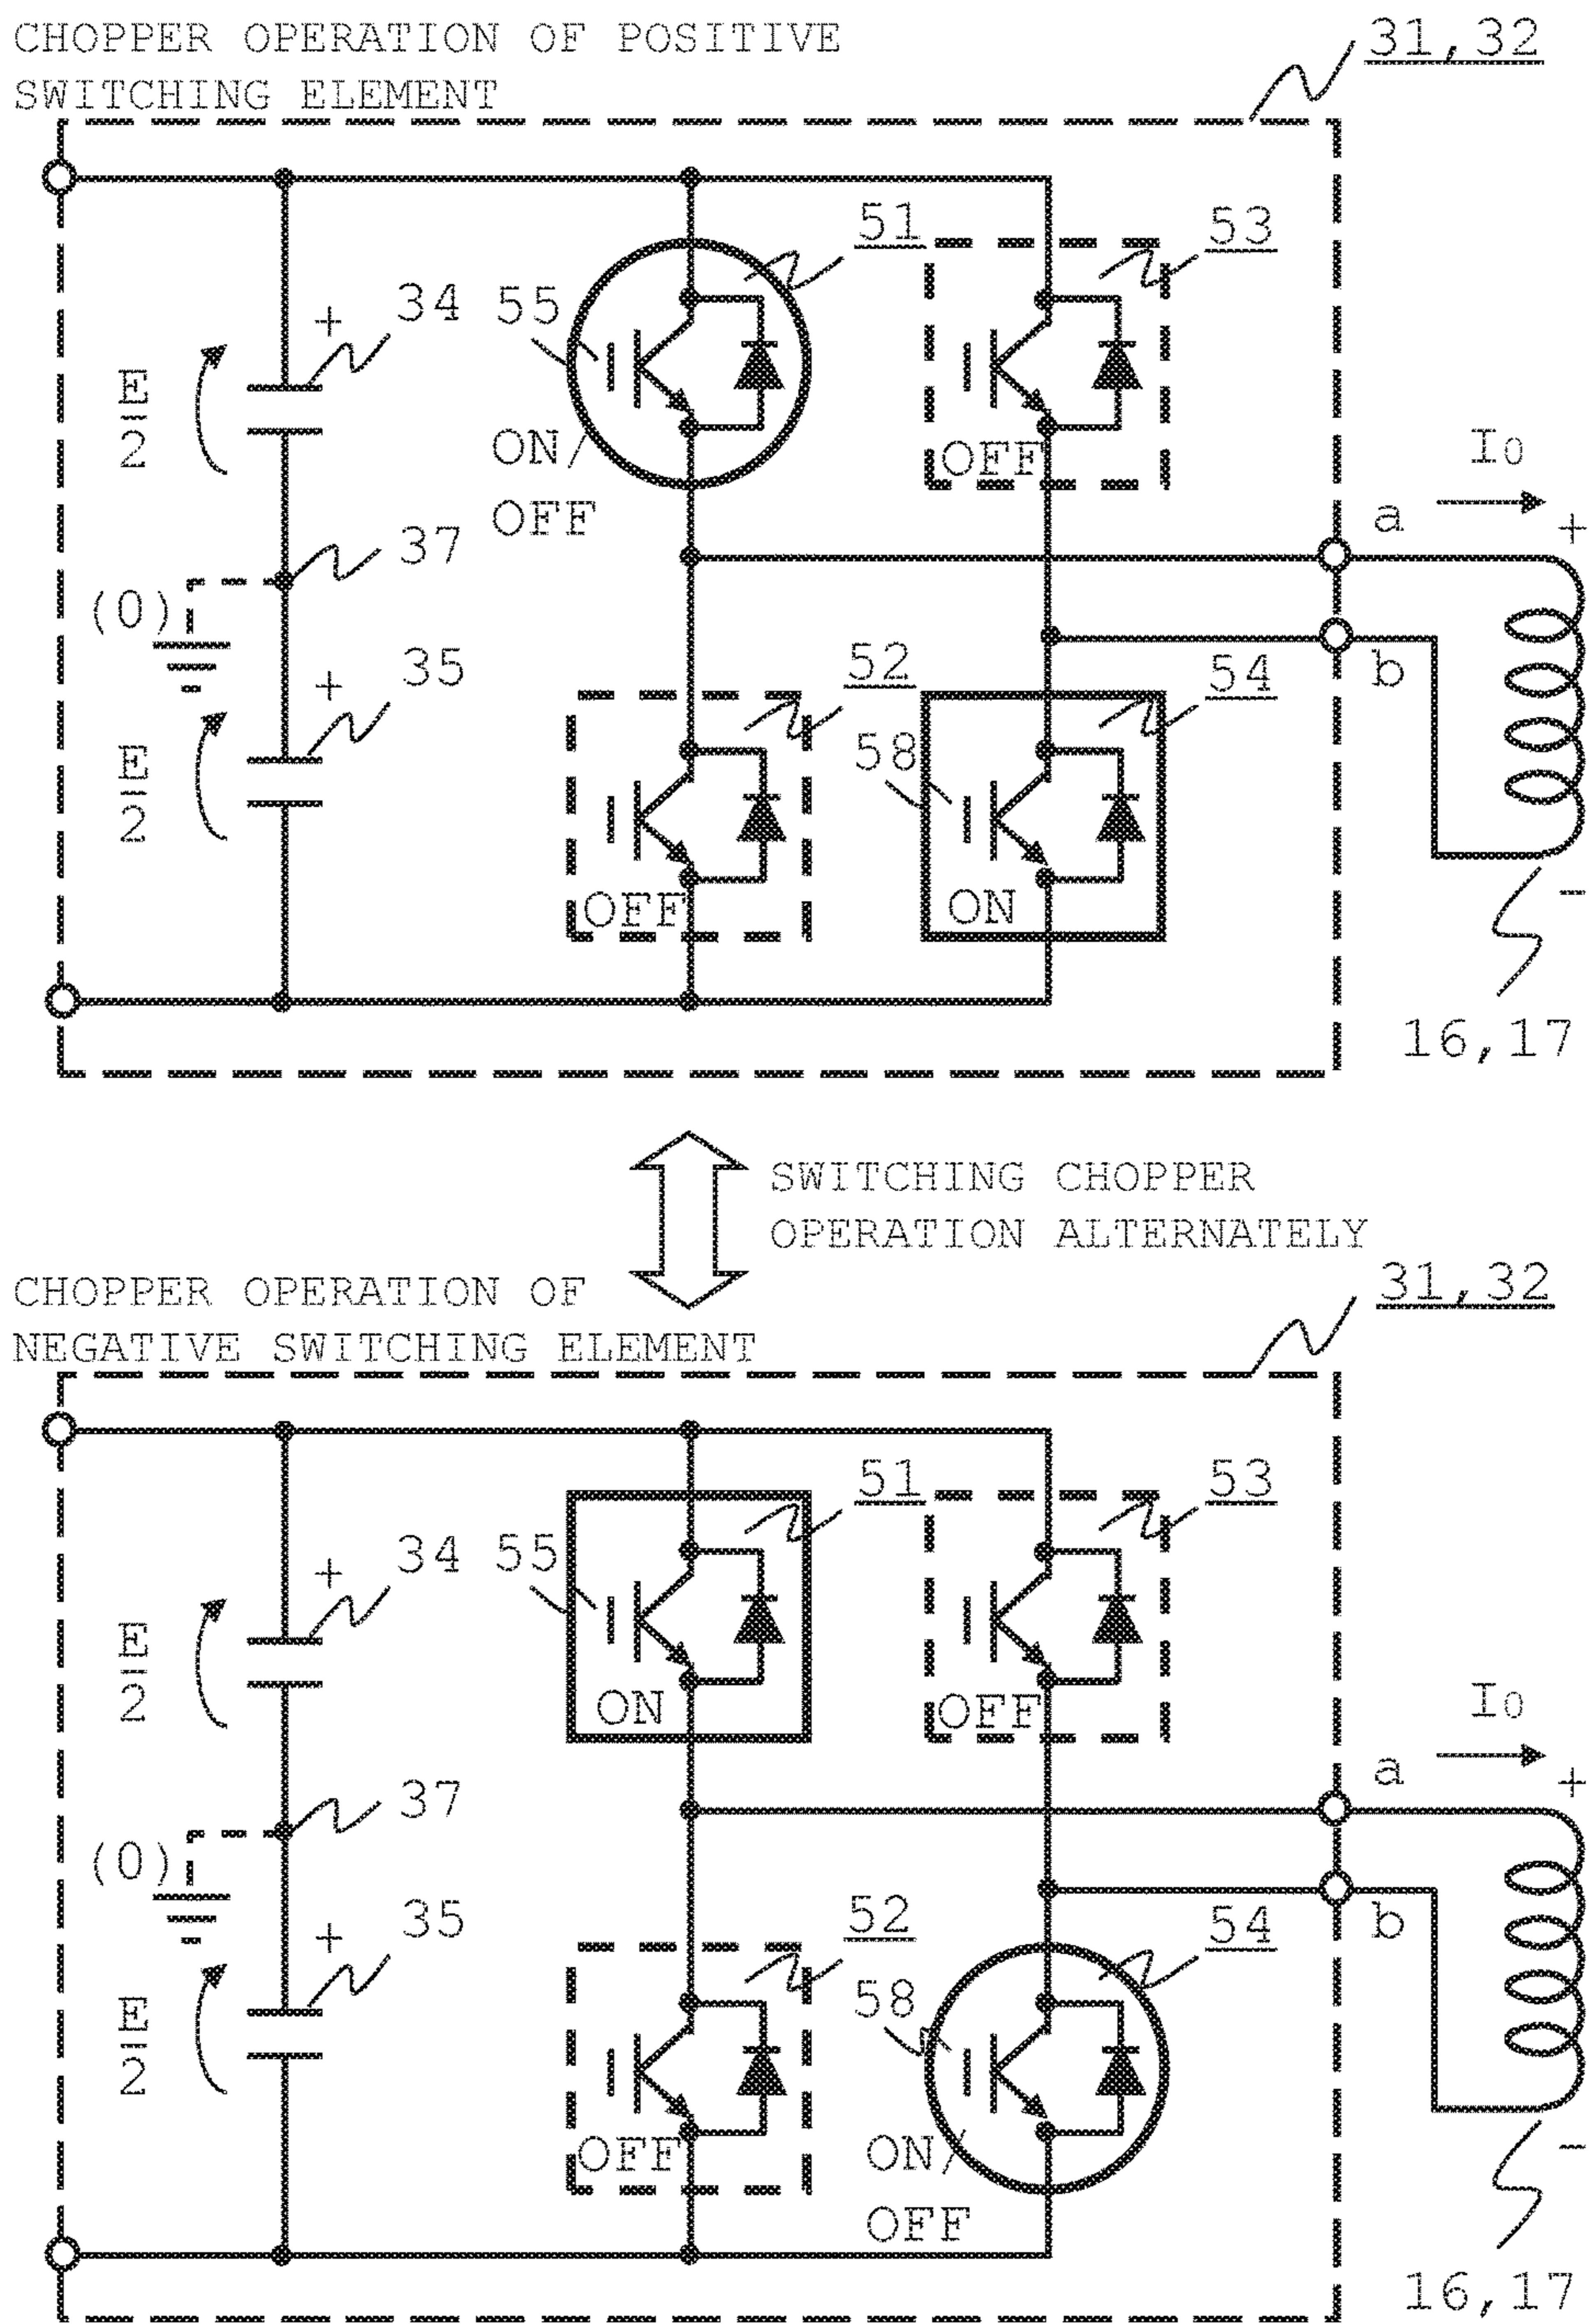 CHOPPER OPERATION OF POSITIVE
SWITCHING ELEMENT
31,32
51
53
55
+
34
E
2
ON/
OFF
OFF
I0
a
+
37
(0)
b
+
35
52
54
58
E
2
OFF
ON
-
16,17
SWITCHING CHOPPER
OPERATION ALTERNATELY
CHOPPER OPERATION OF
NEGATIVE SWITCHING ELEMENT
31,32
51
53
55
+
34
E
2
ON
OFF
I0
a
+
37
(0)
b
+
35
52
54
58
E
2
OFF
ON/
OFF
-
16,17